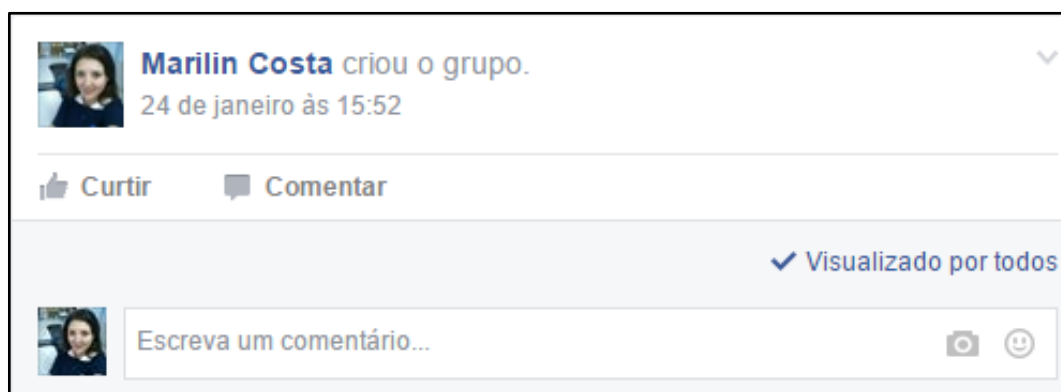 Marilin Costa criou o grupo.
24 de janeiro às 15:52
Curtir Comentar
Visualizado por todos
Escreva um comentário...